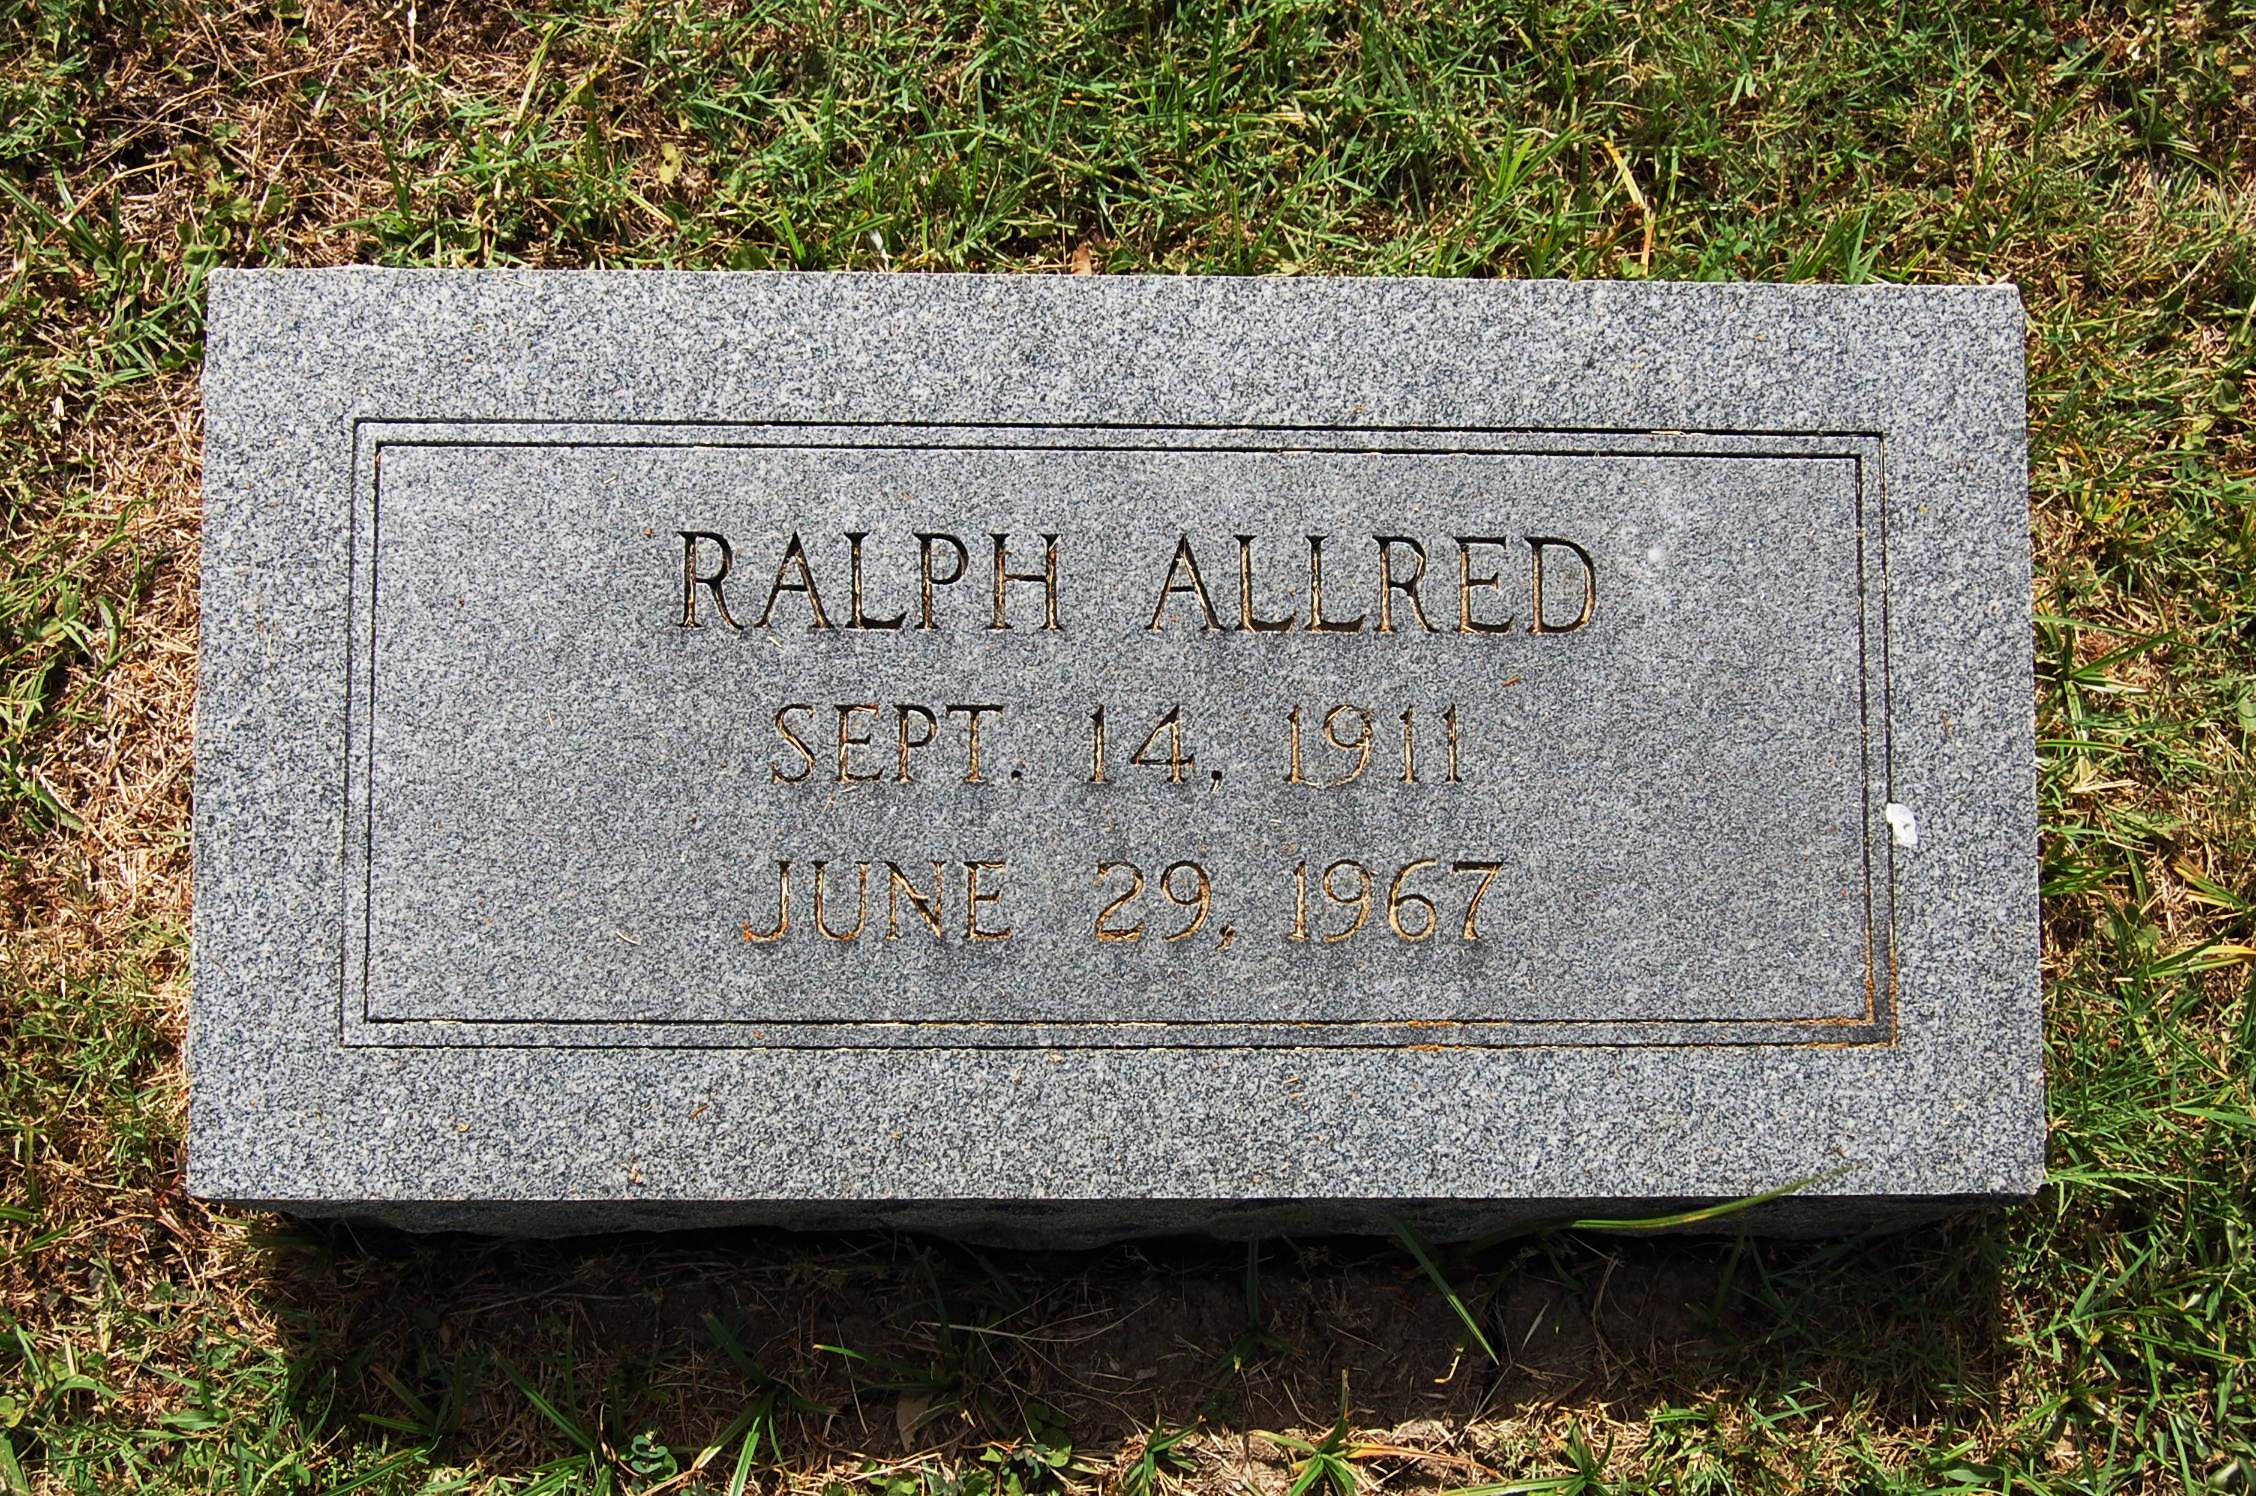 RALPH ALLRED
SEPT. 14, 1911
JUNE 29, 1967